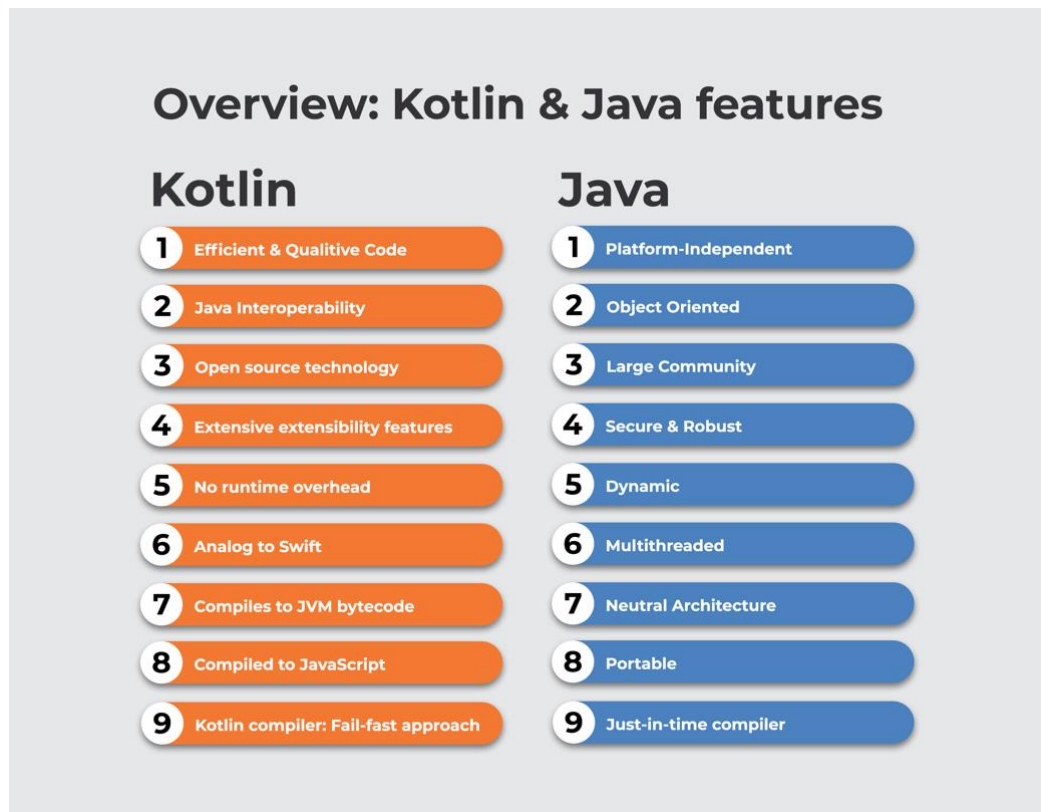 Overview: Kotlin & Java features
Kotlin
1 Efficient & Qualitive Code
2 Java Interoperability
3 Open source technology
4 Extensive extensibility features
5 No runtime overhead
6 Analog to Swift
7 Compiles to JVM bytecode
8 Compiled to JavaScript
9 Kotlin compiler: Fail-fast approach
Java
1 Platform-Independent
2 Object Oriented
3 Large Community
4 Secure & Robust
5 Dynamic
6 Multithreaded
7 Neutral Architecture
8 Portable
9 Just-in-time compiler